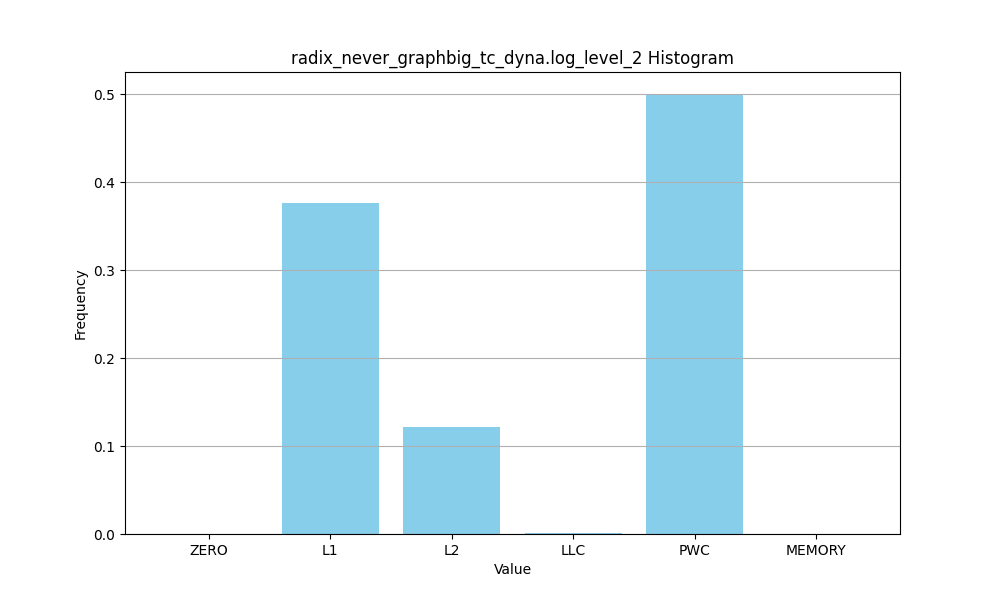 radix_never_graphbig_tc_dyna.log_level_2 Histogram
0.5
0.4
0.3
0.2
0.1
0.0
Frequency
ZERO L1 L2 LLC PWC MEMORY
Value